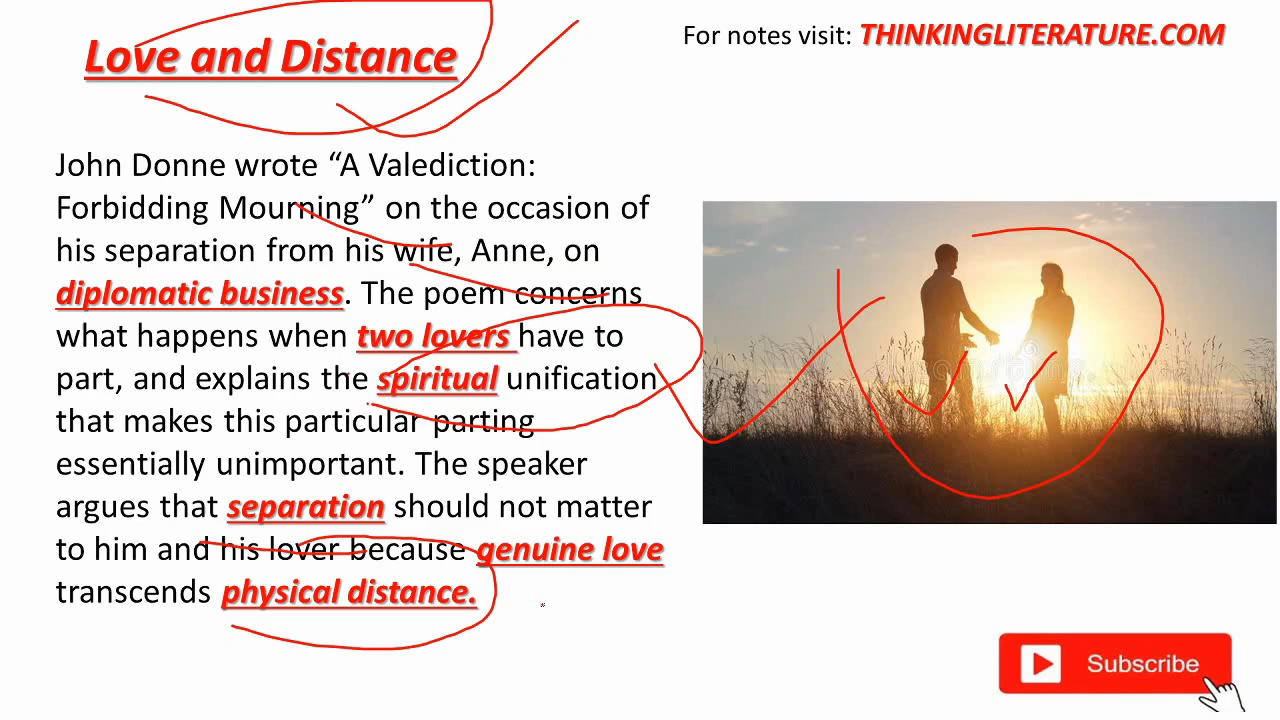 Love and Distance
For notes visit: THINKINGLITERATURE.COM
John Donne wrote “A Valediction:
Forbidding Mourning” on the occasion of
his separation from his wife, Anne, on
diplomatic business. The poem concerns
what happens when two lovers have to
part, and explains the spiritual unification
that makes this particular parting
essentially unimportant. The speaker
argues that separation should not matter
to him and his lover because genuine love
transcends physical distance.
Subscribe